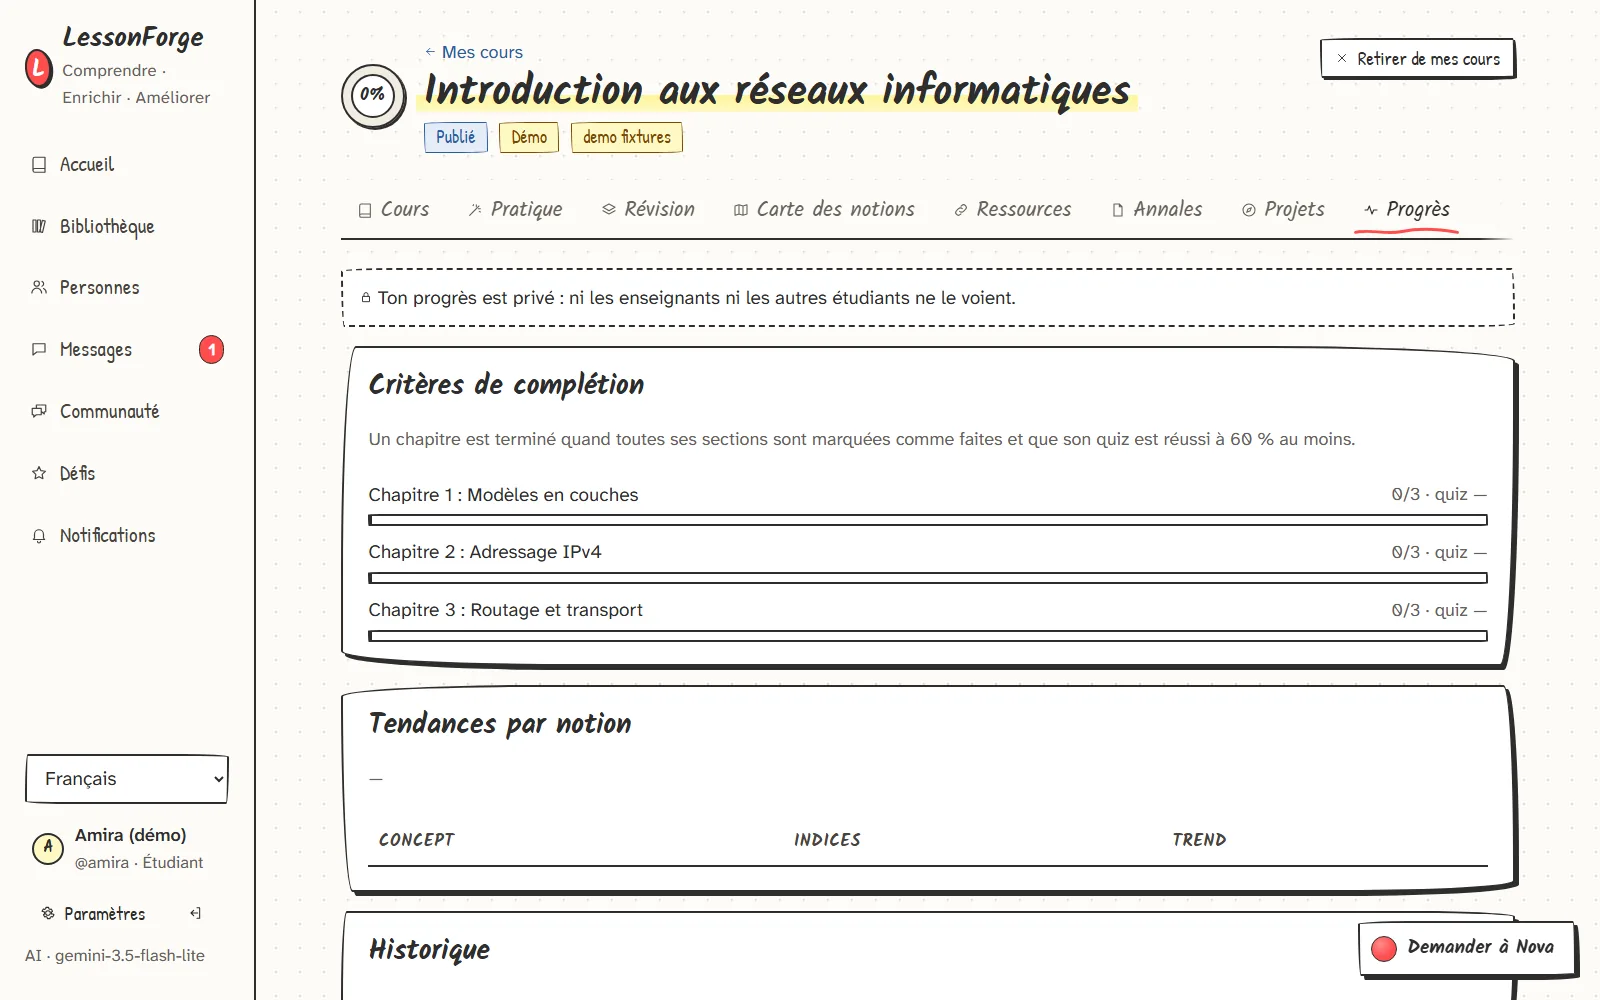 LessonForge
L
Comprendre ·
Enrichir · Améliorer
Accueil
Bibliothèque
Personnes
Messages
1
Communauté
Défis
Notifications
Français
A
Amira (démo)
@amira · Étudiant
Paramètres
AI · gemini-3.5-flash-lite
← Mes cours
0%
Introduction aux réseaux informatiques
Publié
Démo
demo fixtures
Retirer de mes cours
Cours
Pratique
Révision
Carte des notions
Ressources
Annales
Projets
Progrès
Ton progrès est privé : ni les enseignants ni les autres étudiants ne le voient.
Critères de complétion
Un chapitre est terminé quand toutes ses sections sont marquées comme faites et que son quiz est réussi à 60 % au moins.
Chapitre 1 : Modèles en couches
0/3 · quiz —
Chapitre 2 : Adressage IPv4
0/3 · quiz —
Chapitre 3 : Routage et transport
0/3 · quiz —
Tendances par notion
—
CONCEPT
INDICES
TREND
Historique
Demander à Nova